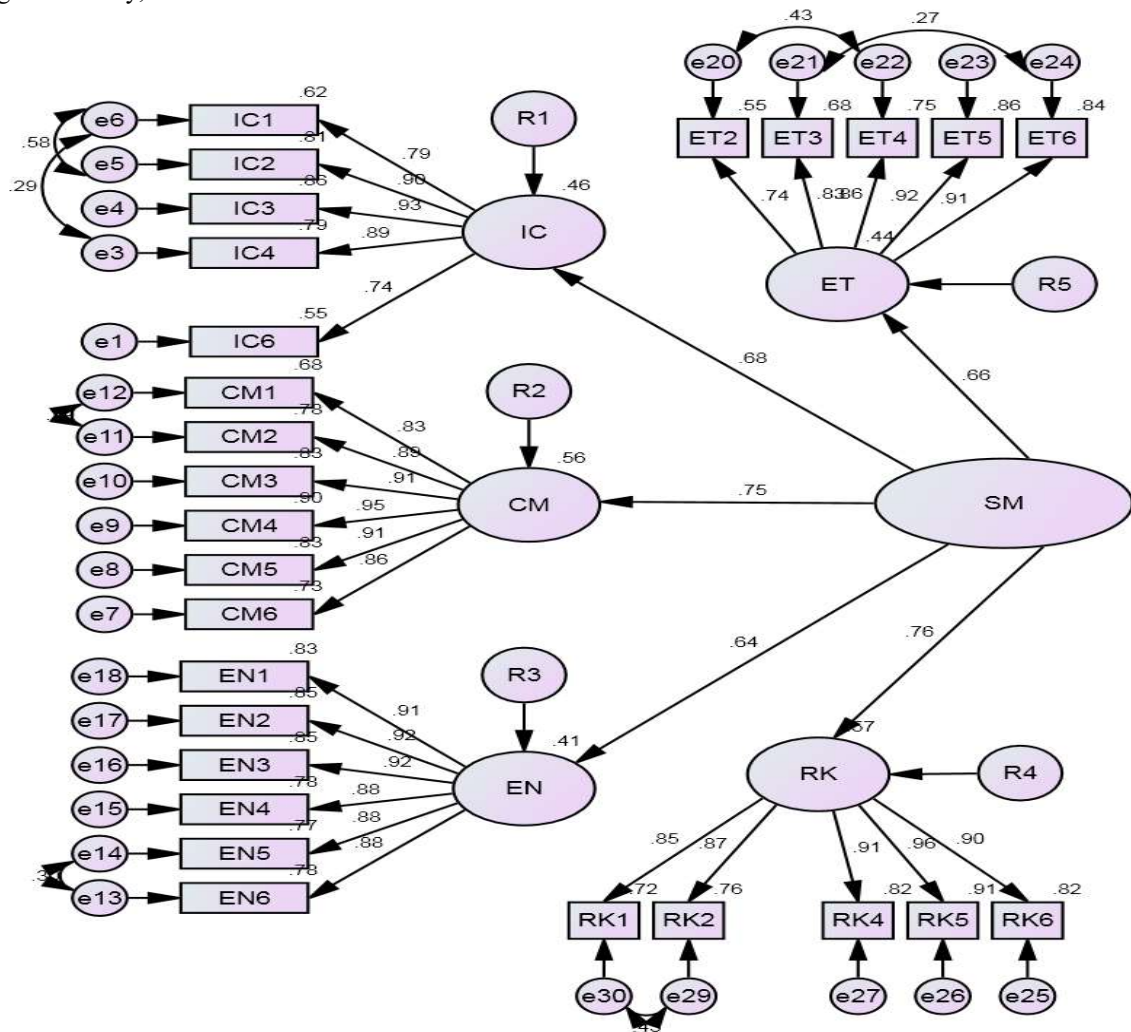 .43
.27
e20
e21
e22
e23
e24
.55
.68
.75
.86
.84
ET2
ET3
ET4
ET5
ET6
.74
.83
.86
.92
.91
.44
ET
R5
.66
.62
e6
IC1
R1
.58
.81
e5
IC2
.79
.46
.29
.86
.90
e4
IC3
.93
IC
.79
e3
IC4
.89
.74
.55
e1
IC6
.68
.68
e12
CM1
R2
.78
e11
CM2
.83
.83
.89
.56
e10
CM3
.91
.90
.95
CM
.75
SM
e9
CM4
.83
.91
e8
CM5
.86
.73
e7
CM6
.64
.76
.83
e18
EN1
R3
.85
e17
EN2
.91
.85
.92
.41
e16
EN3
.92
.78
EN
e15
EN4
.88
.77
.88
e14
EN5
.88
.78
e13
EN6
RK
R4
.85
.87
.91
.96
.90
.72
.76
.82
.91
.82
RK1
RK2
RK4
RK5
RK6
e30
e29
e27
e26
e25